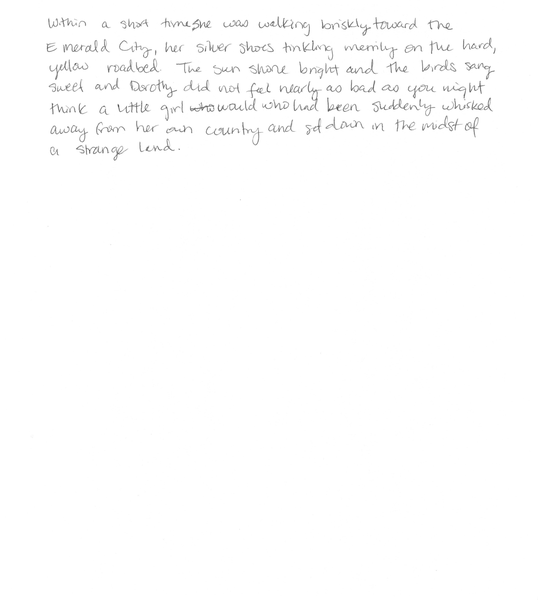 Within a short time she was walking briskly toward the
Emerald City, her silver shoes tinkling merrily on the hard,
yellow roadbed. The sun shone bright and the birds sang
sweet and Dorothy did not feel nearly as bad as you might
think a little girl who would who had been suddenly whisked
away from her own country and set down in the midst of
a strange land.